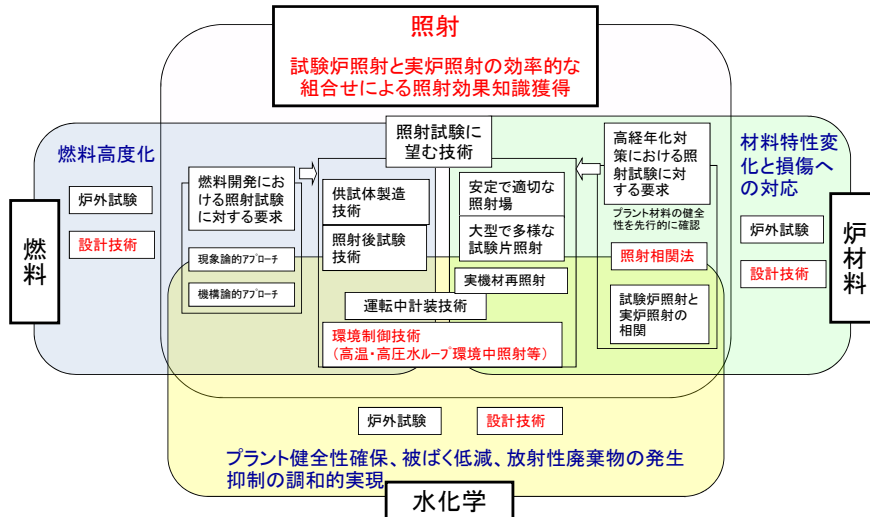 照射
試験炉照射と実炉照射の効率的な
組合せによる照射効果知識獲得
照射試験に
望む技術
燃料高度化
炉外試験
設計技術
燃料
燃料開発にお
ける照射試験
に対する要求
現象論的アプローチ
機構論的アプローチ
供試体製造
技術
照射後試験
技術
安定で適切な
照射場
大型で多様な
試験片照射
実機材再照射
運転中計装技術
環境制御技術
(高温・高圧水ループ環境中照射等)
高経年化対
策における照
射試験に対
する要求
プラント材料の健全
性を先行的に確認
照射相関法
試験炉照射と
実炉照射の
相関
材料特性変
化と損傷へ
の対応
炉外試験
設計技術
炉材料
炉外試験
設計技術
プラント健全性確保、被ばく低減、放射性廃棄物の発生
抑制の調和的実現
水化学